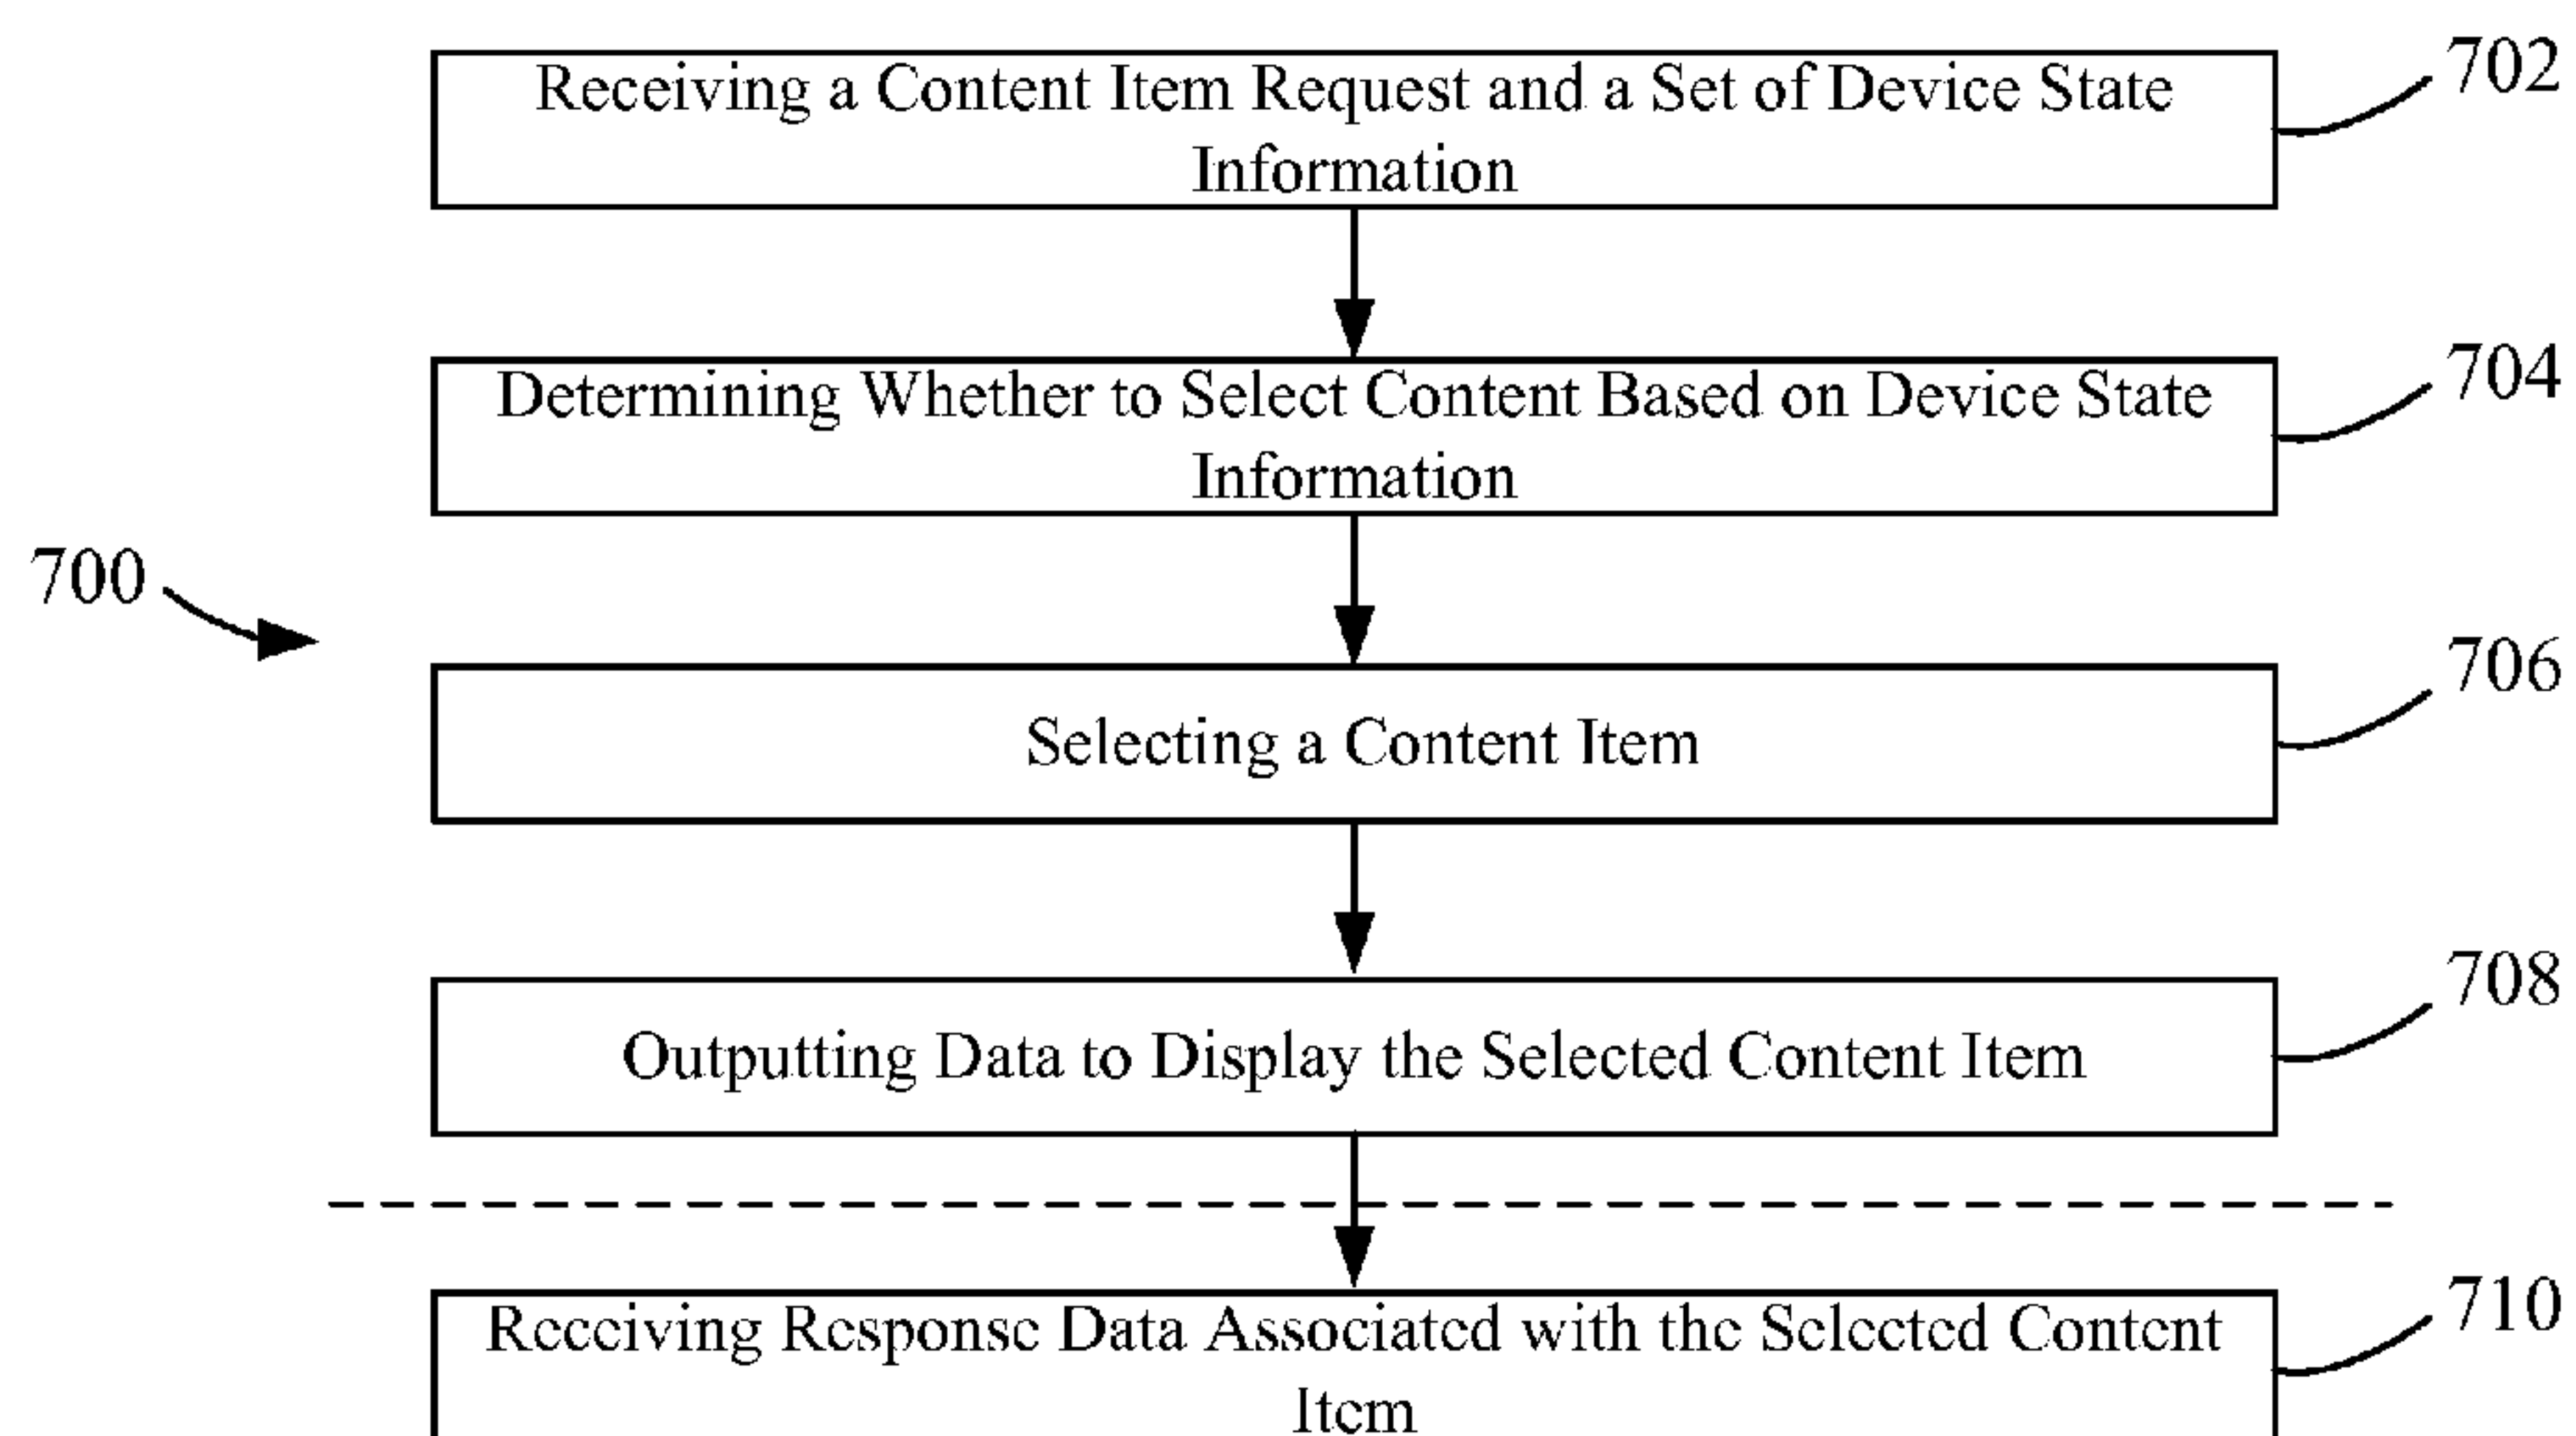 Receiving a Content Item Request and a Set of Device State
Information
702
Determining Whether to Select Content Based on Device State
Information
704
700
Selecting a Content Item
706
Outputting Data to Display the Selected Content Item
708
Receiving Response Data Associated with the Selected Content
Item
710